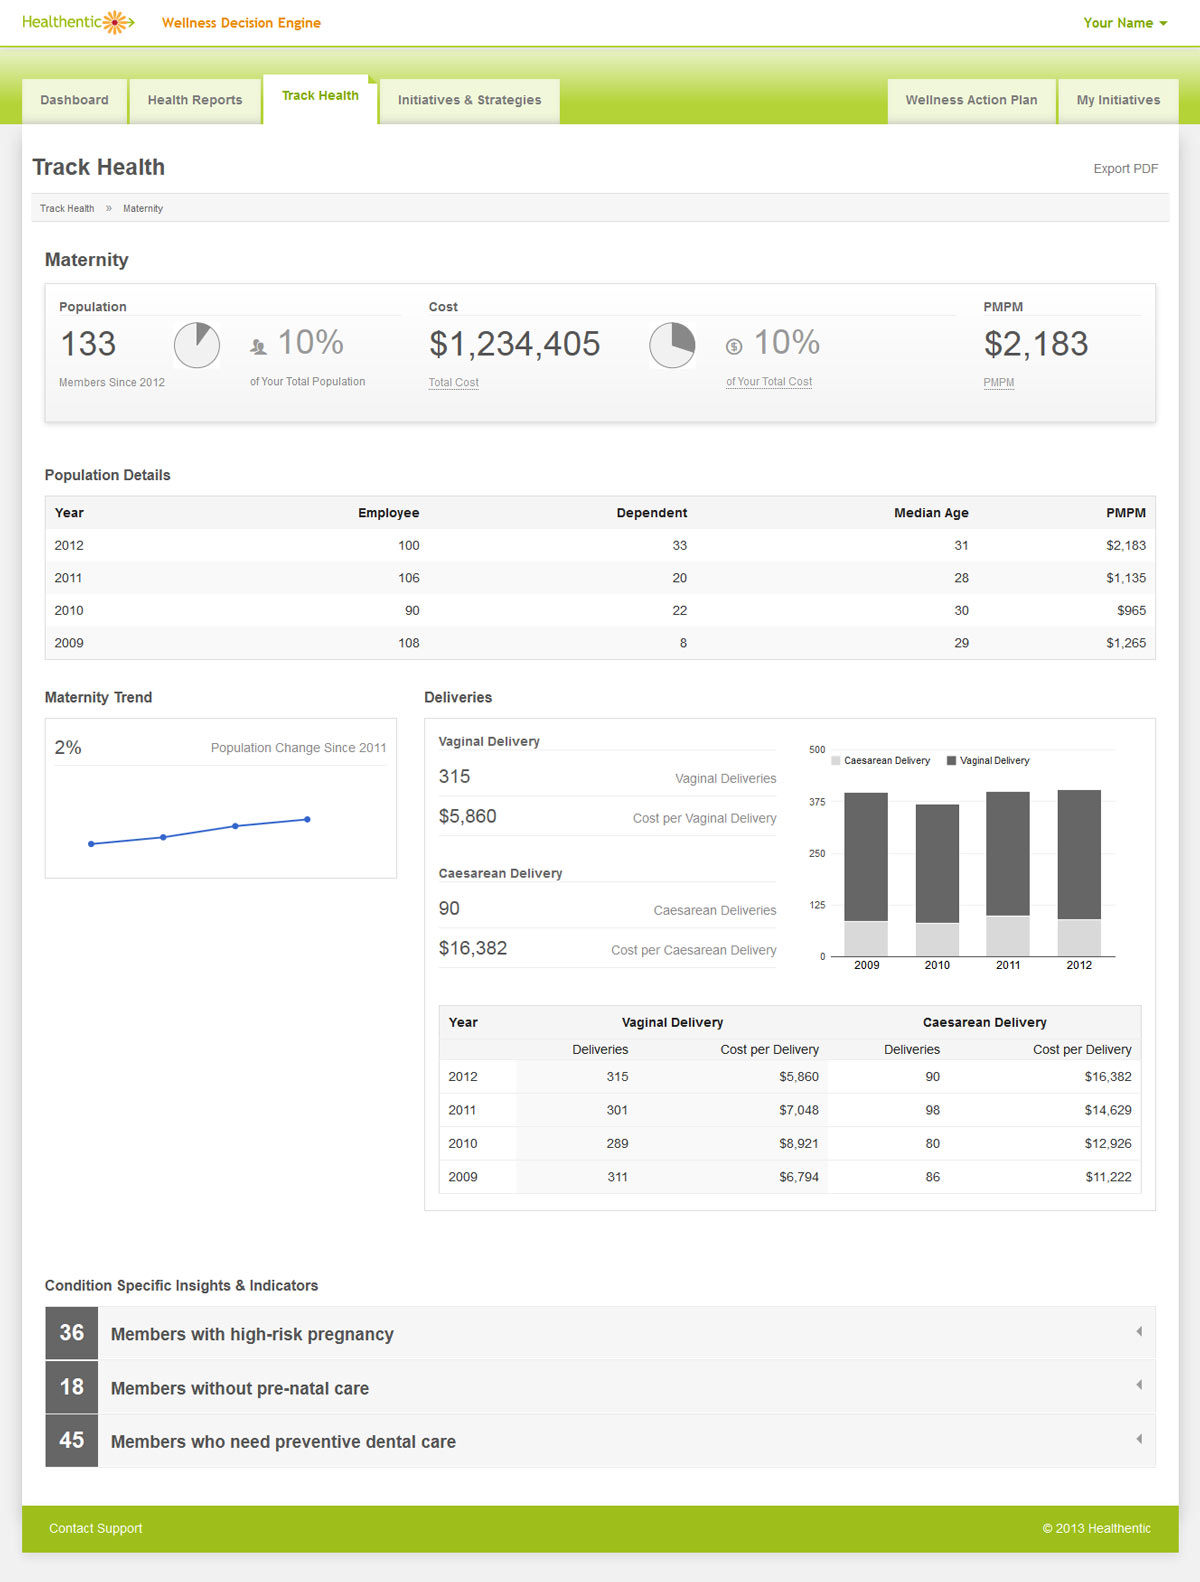 Healthentic Wellness Decision Engine Your Name
Dashboard Health Reports Track Health Initiatives & Strategies Wellness Action Plan My Initiatives
Track Health Export PDF
Track Health » Maternity
Maternity
Population Cost PMPM
133 10% $1,234,405 10% $2,183
Members Since 2012 of Your Total Population Total Cost of Your Total Cost PMPM
Population Details
Year Employee Dependent Median Age PMPM
2012 100 33 31 $2,183
2011 106 20 28 $1,135
2010 90 22 30 $965
2009 108 8 29 $1,265
Maternity Trend
2% Population Change Since 2011
Deliveries
Vaginal Delivery
315 Vaginal Deliveries
$5,860 Cost per Vaginal Delivery
Caesarean Delivery
90 Caesarean Deliveries
$16,382 Cost per Caesarean Delivery
500
Caesarean Delivery Vaginal Delivery
375
250
125
0
2009 2010 2011 2012
Year Vaginal Delivery Caesarean Delivery
Deliveries Cost per Delivery Deliveries Cost per Delivery
2012 315 $5,860 90 $16,382
2011 301 $7,048 98 $14,629
2010 289 $8,921 80 $12,926
2009 311 $6,794 86 $11,222
Condition Specific Insights & Indicators
36 Members with high-risk pregnancy
18 Members without pre-natal care
45 Members who need preventive dental care
Contact Support © 2013 Healthentic